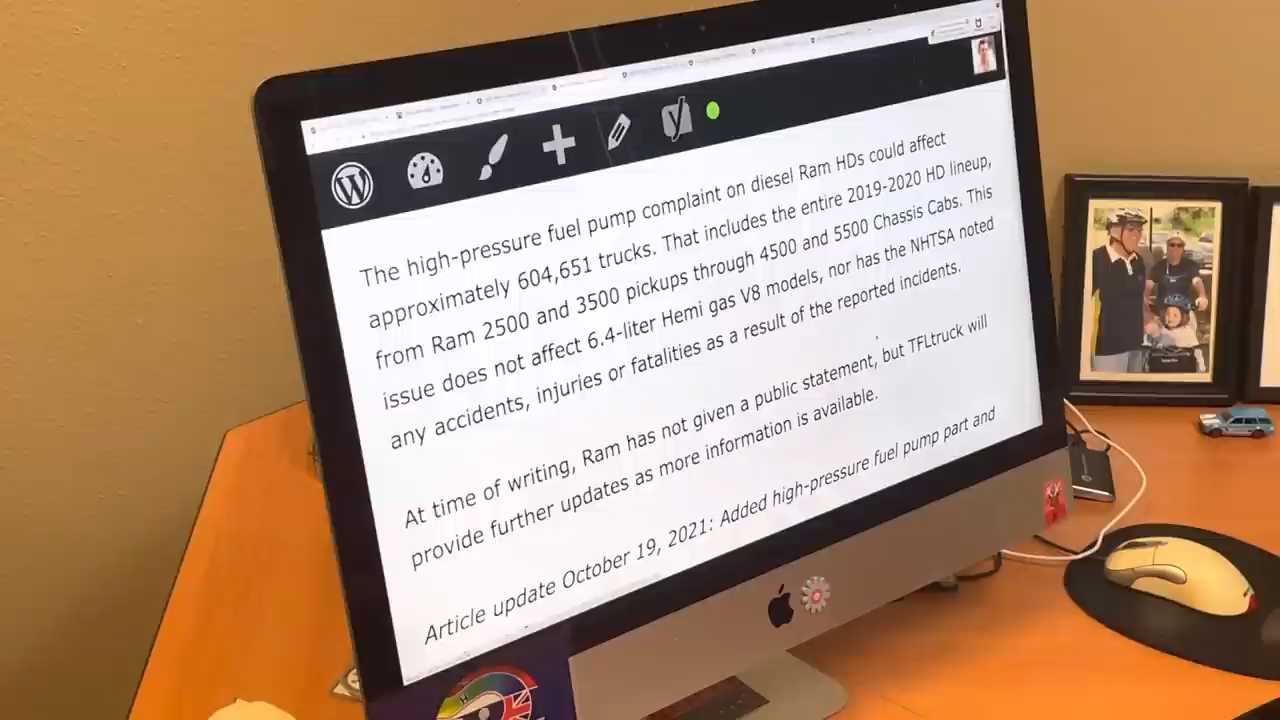 The high-pressure fuel pump complaint on diesel Ram HDs could affect
approximately 604,651 trucks. That includes the entire 2019-2020 HD lineup,
from Ram 2500 and 3500 pickups through 4500 and 5500 Chassis Cabs. This
issue does not affect 6.4-liter Hemi gas V8 models, nor has the NHTSA noted
any accidents, injuries or fatalities as a result of the reported incidents.
At time of writing, Ram has not given a public statement, but TFLtruck will
provide further updates as more information is available.
Article update October 19, 2021: Added high-pressure fuel pump part and